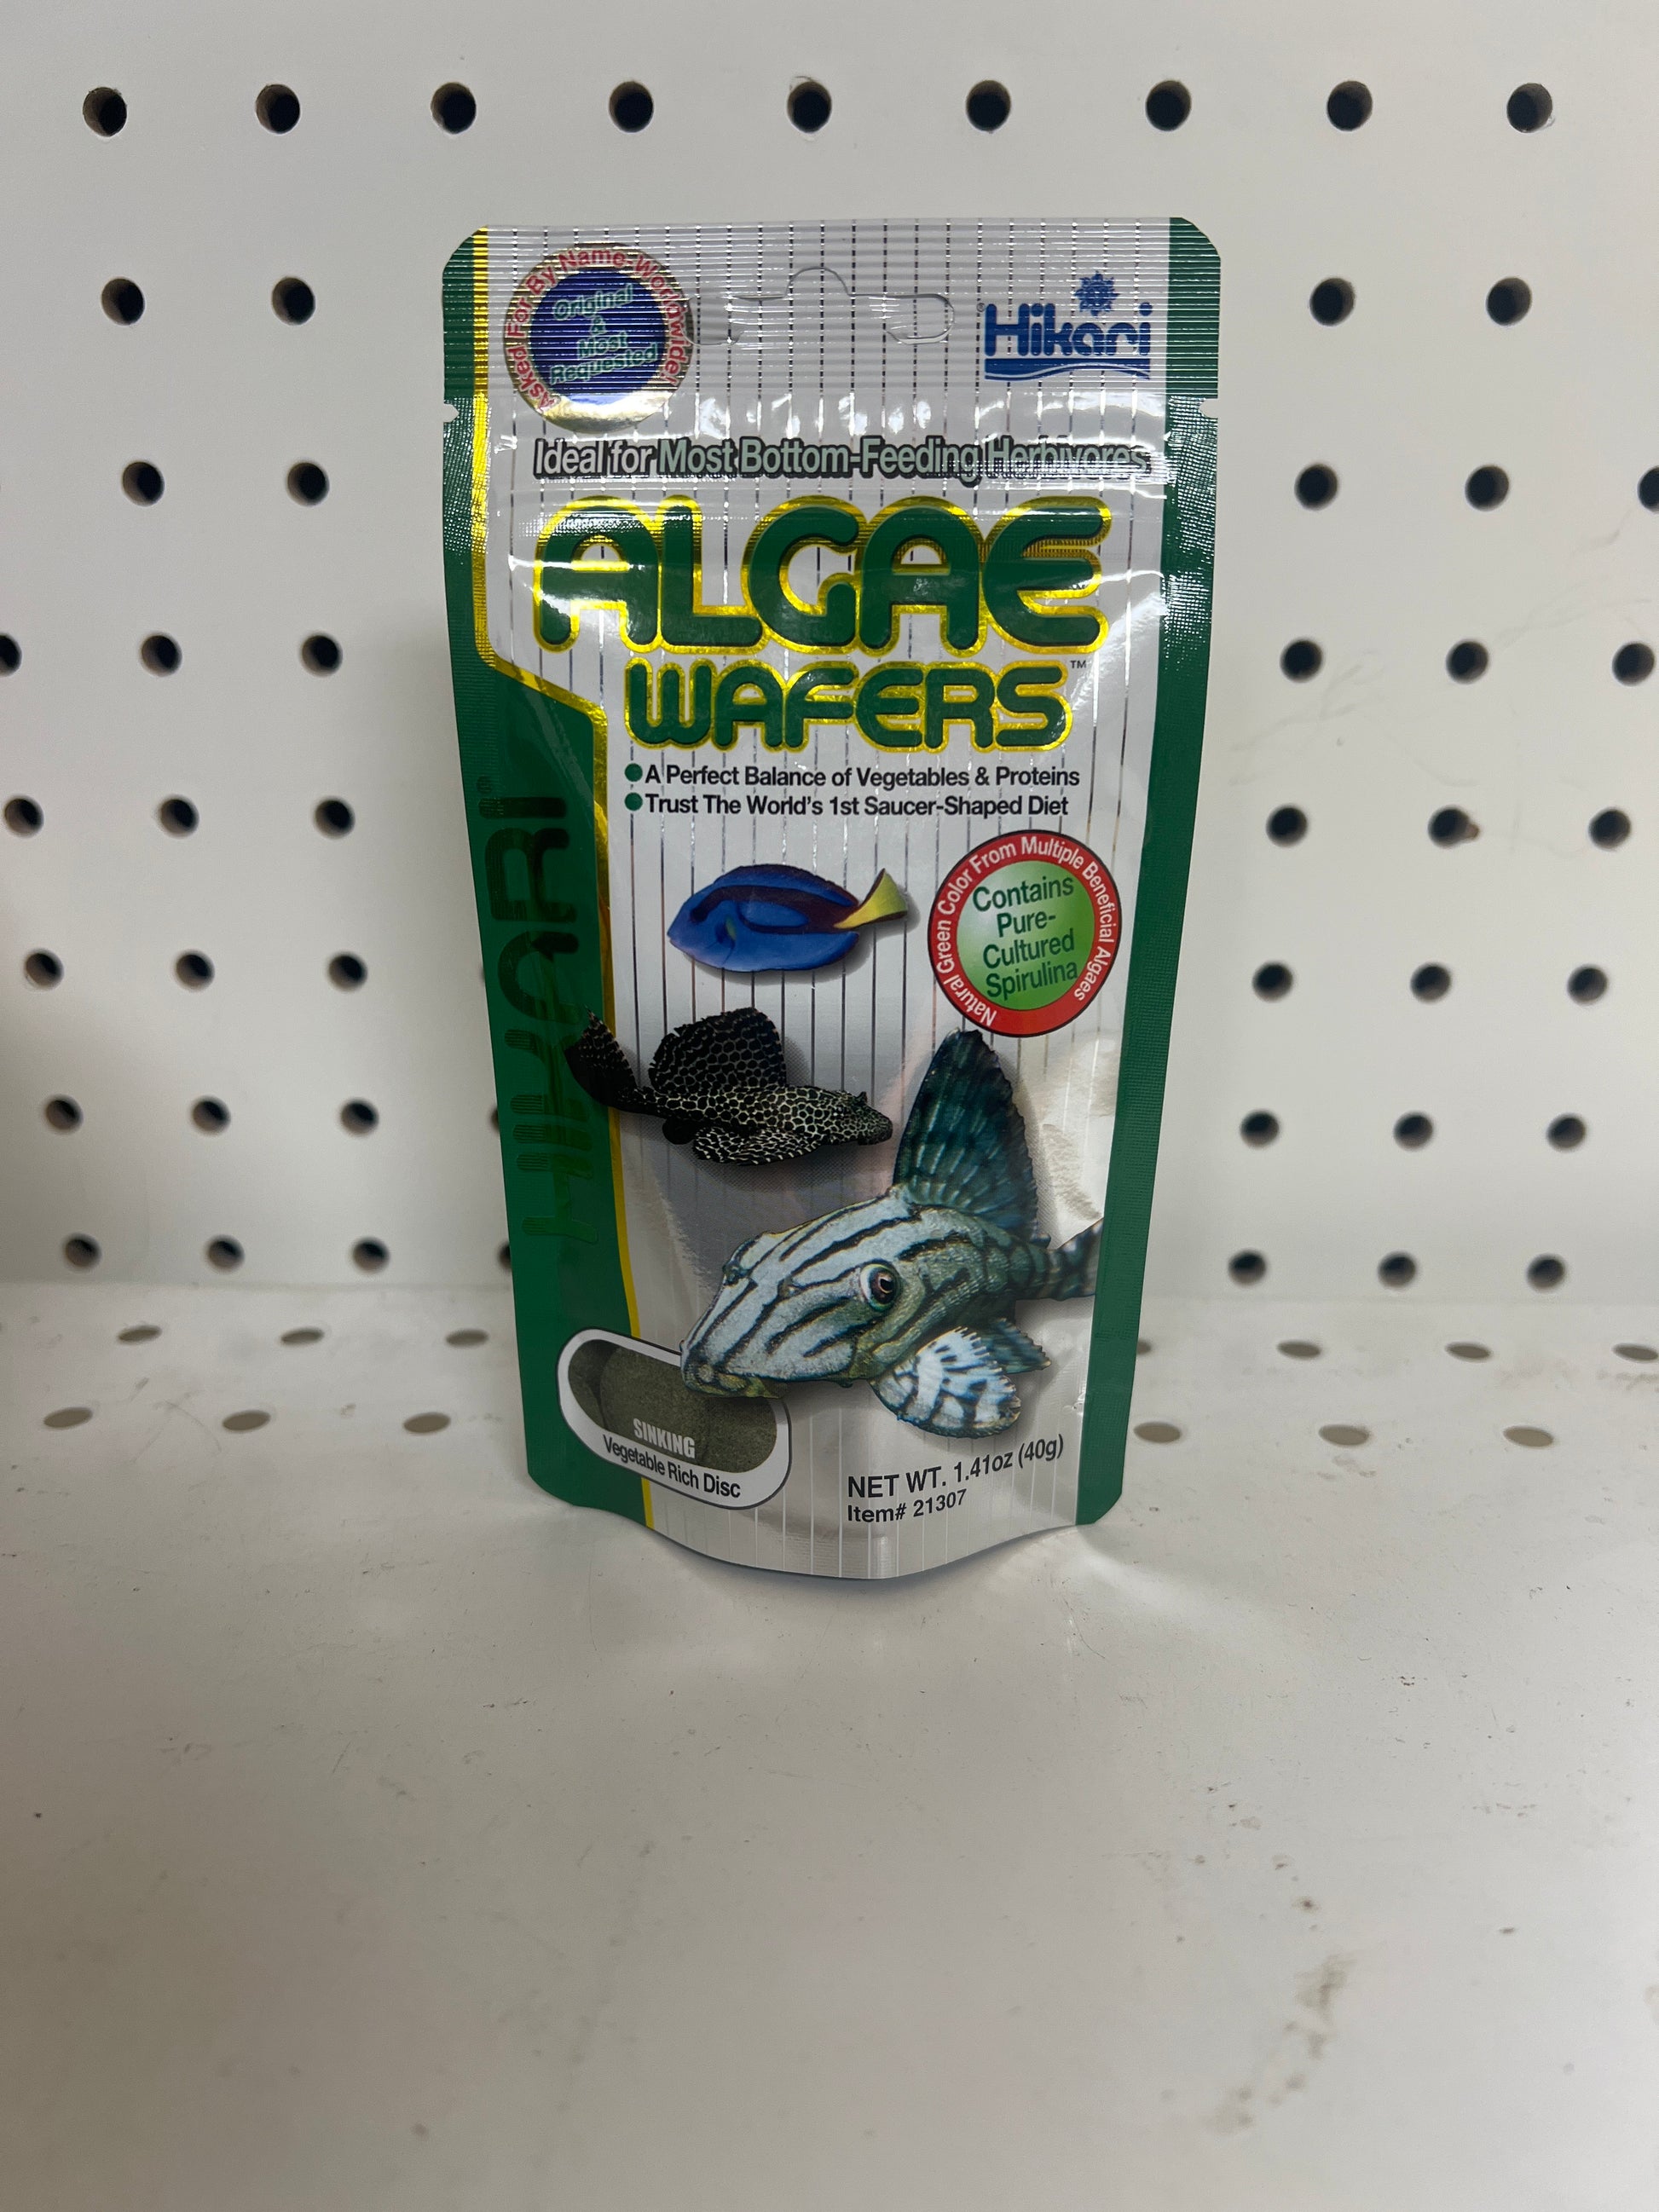 Asked For By Name-Worldwide!
Original
&
Most
Requested
Hikari
Ideal for Most Bottom-Feeding Herbivores
ALGAE
WAFERS™
●A Perfect Balance of Vegetables & Proteins
●Trust The World's 1st Saucer-Shaped Diet
Natural Green Color From Multiple Beneficial Algaes
Contains
Pure-
Cultured
Spirulina
HIKARI
SINKING
Vegetable Rich Disc
NET WT. 1.41oz (40g)
Item# 21307